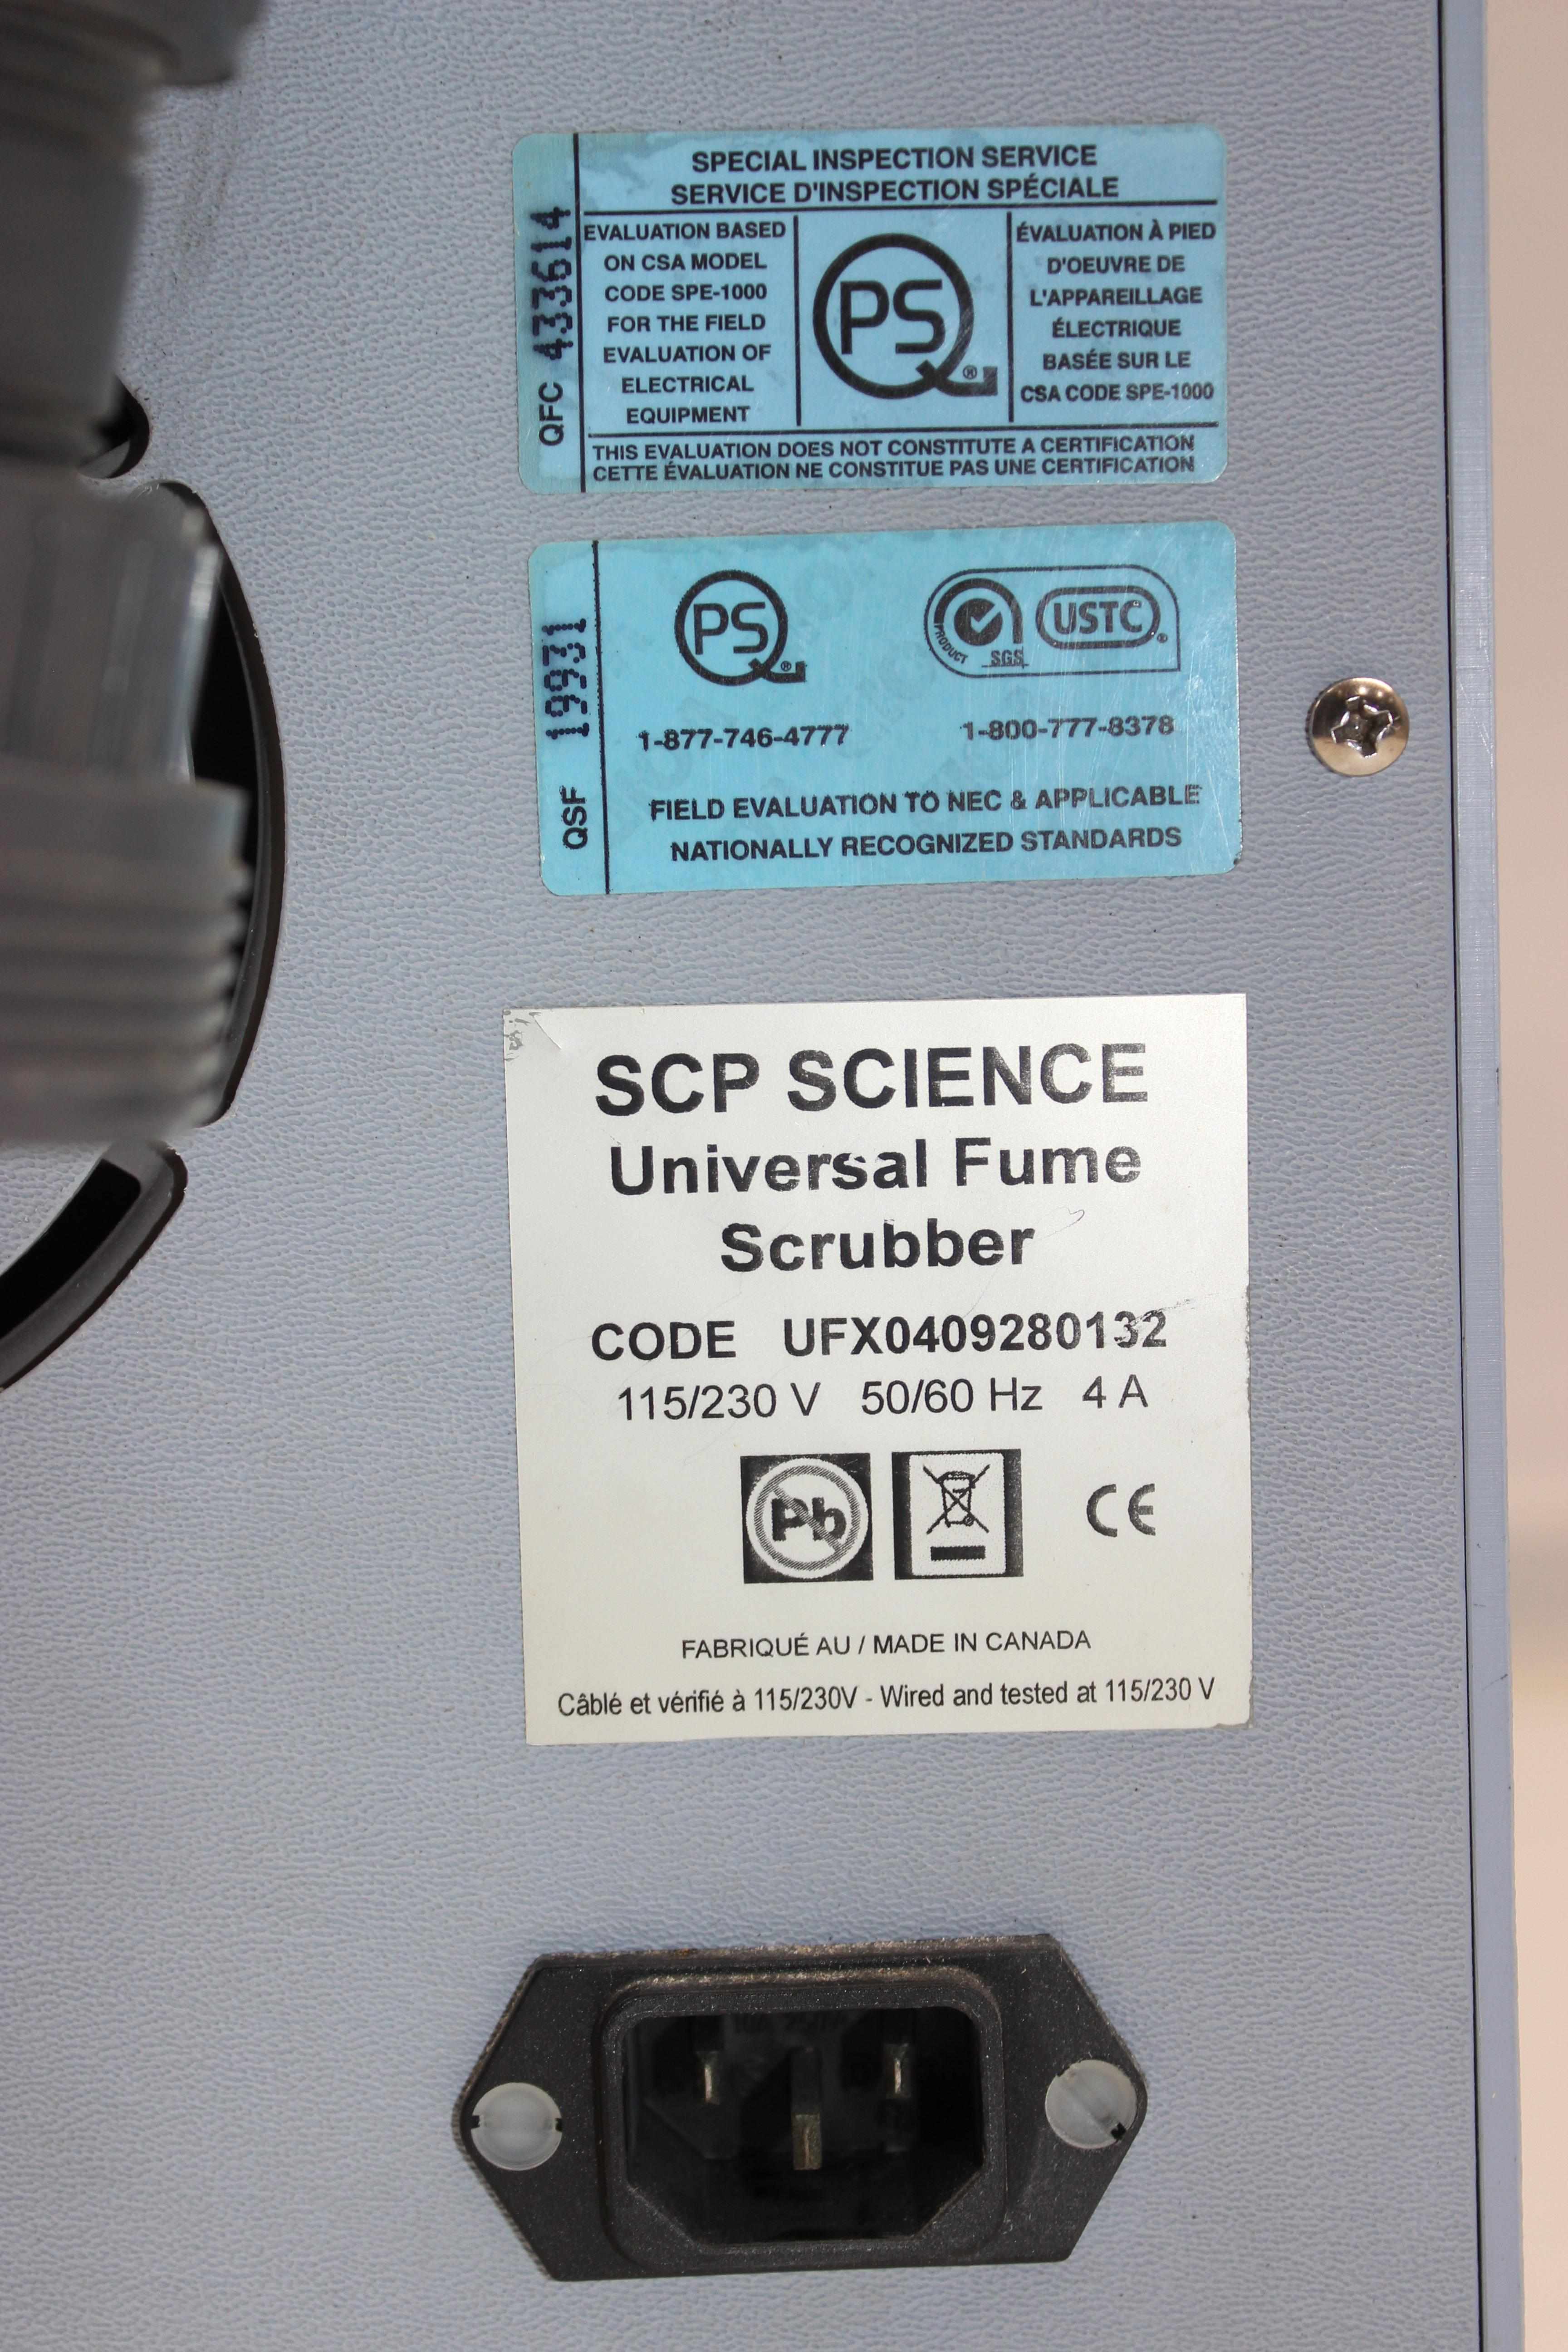 SPECIAL INSPECTION SERVICE
SERVICE D'INSPECTION SPÉCIALE
QFC 433614
EVALUATION BASED
ON CSA MODEL
CODE SPE-1000
FOR THE FIELD
EVALUATION OF
ELECTRICAL
EQUIPMENT
PSQ®
ÉVALUATION À PIED
D'OEUVRE DE
L'APPAREILLAGE
ÉLECTRIQUE
BASÉE SUR LE
CSA CODE SPE-1000
THIS EVALUATION DOES NOT CONSTITUTE A CERTIFICATION
CETTE ÉVALUATION NE CONSTITUE PAS UNE CERTIFICATION
QSF 19931
PSQ®
PRODUCT SGS USTC®
1-877-746-4777
1-800-777-8378
FIELD EVALUATION TO NEC & APPLICABLE
NATIONALLY RECOGNIZED STANDARDS
SCP SCIENCE
Universal Fume
Scrubber
CODE UFX0409280132
115/230 V 50/60 Hz 4 A
Pb
CE
FABRIQUÉ AU / MADE IN CANADA
Câblé et vérifié à 115/230V - Wired and tested at 115/230 V